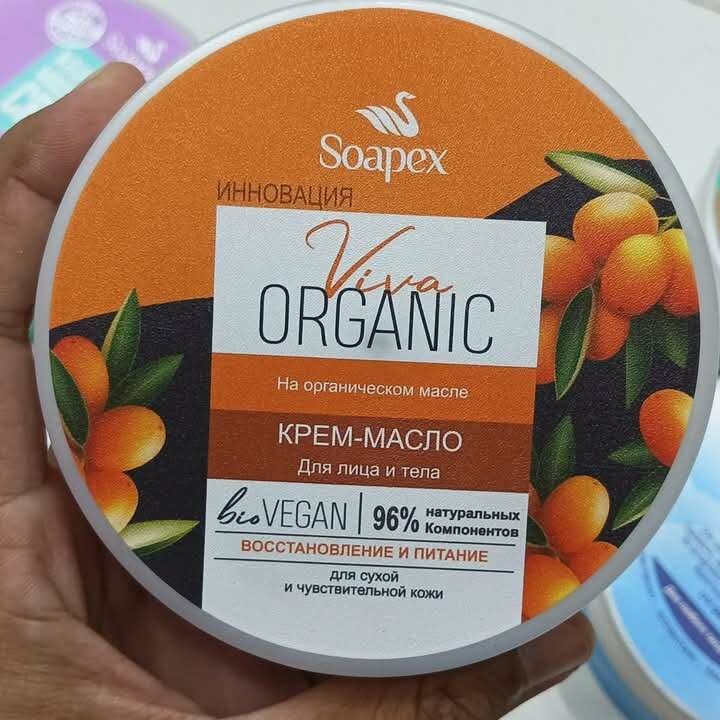 Soapex
ИННОВАЦИЯ
Viva
ORGANIC
На органическом масле
КРЕМ-МАСЛО
Для лица и тела
bio VEGAN | 96% натуральных
Компонентов
ВОССТАНОВЛЕНИЕ И ПИТАНИЕ
для сухой
и чувствительной кожи